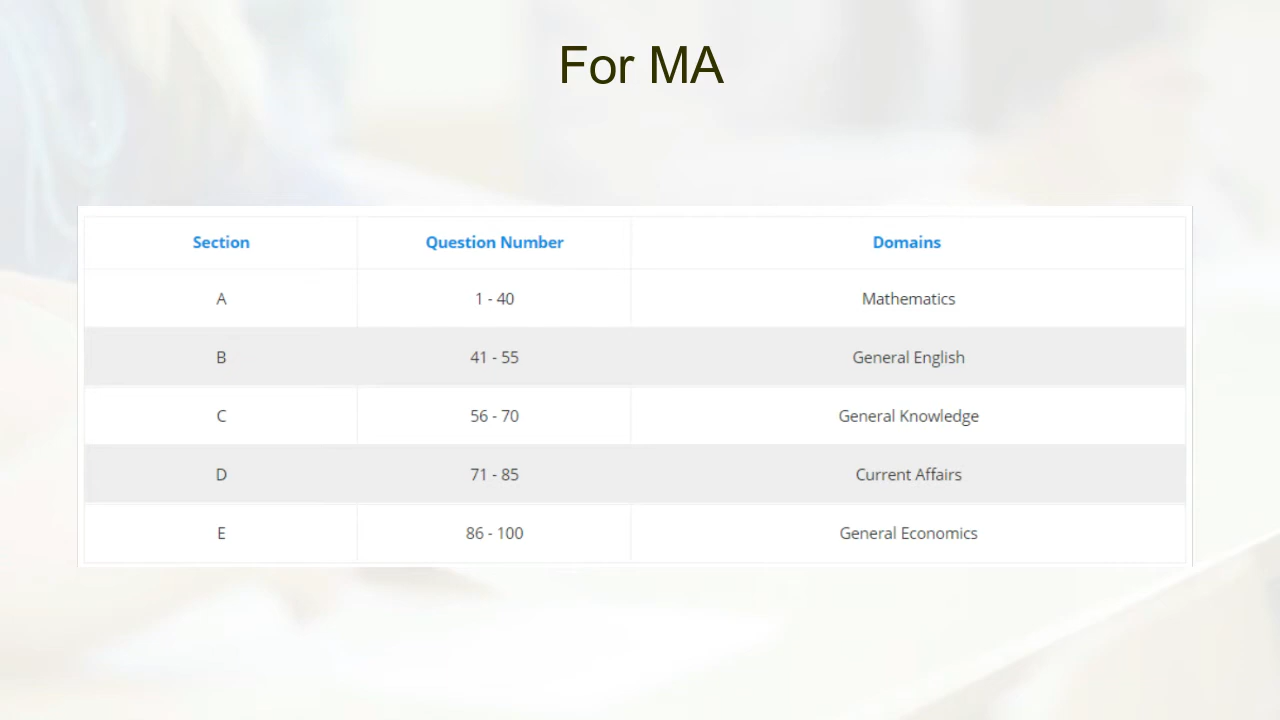 For MA
Section Question Number Domains
A 1 - 40 Mathematics
B 41 - 55 General English
C 56 - 70 General Knowledge
D 71 - 85 Current Affairs
E 86 - 100 General Economics